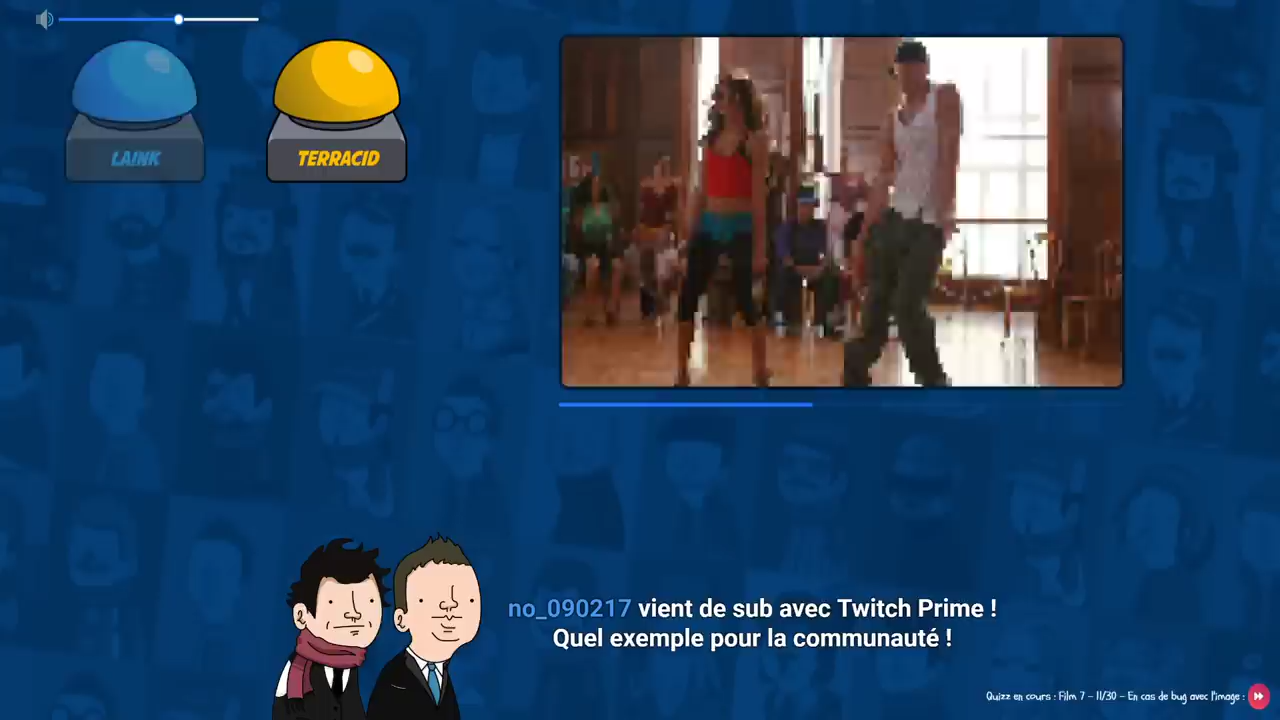 LAINK
TERRACID
no_090217 vient de sub avec Twitch Prime !
Quel exemple pour la communauté !
Quizz en cours : Film 7 - 11/30 - En cas de bug avec l'image :